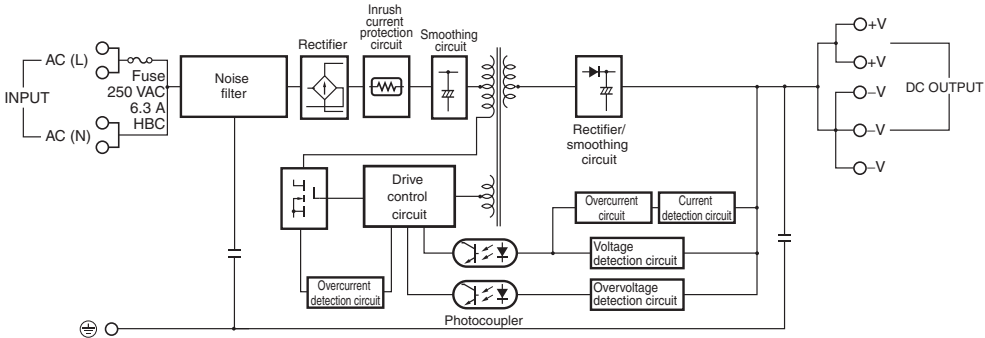 INPUT
AC (L)
AC (N)
Fuse
250 VAC
6.3 A
HBC
Noise
filter
Rectifier
Inrush
current
protection
circuit
Smoothing
circuit
Rectifier/
smoothing
circuit
+V
+V
−V
−V
−V
DC OUTPUT
Drive
control
circuit
Overcurrent
circuit
Current
detection circuit
Voltage
detection circuit
Overcurrent
detection circuit
Overvoltage
detection circuit
Photocoupler